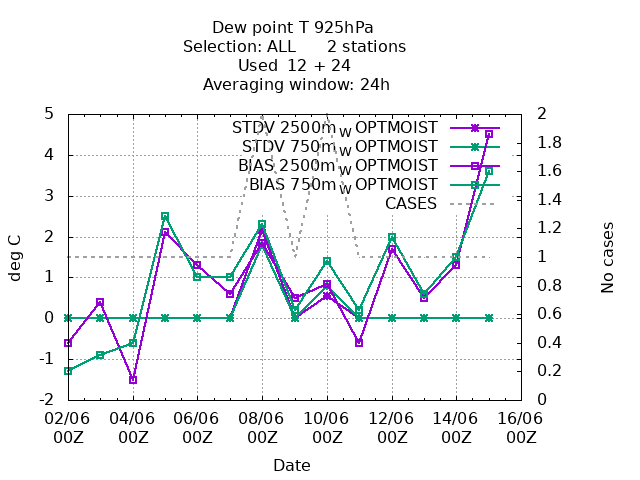 Dew point T 925hPa
Selection: ALL 2 stations
Used 12 + 24
Averaging window: 24h
STDV 2500m_W OPTMOIST
STDV 750m_W OPTMOIST
BIAS 2500m_W OPTMOIST
BIAS 750m_W OPTMOIST
CASES
5
4
3
2
1
0
-1
-2
deg C
2
1.8
1.6
1.4
1.2
1
0.8
0.6
0.4
0.2
0
No cases
02/06 04/06 06/06 08/06 10/06 12/06 14/06 16/06
00Z 00Z 00Z 00Z 00Z 00Z 00Z 00Z
Date